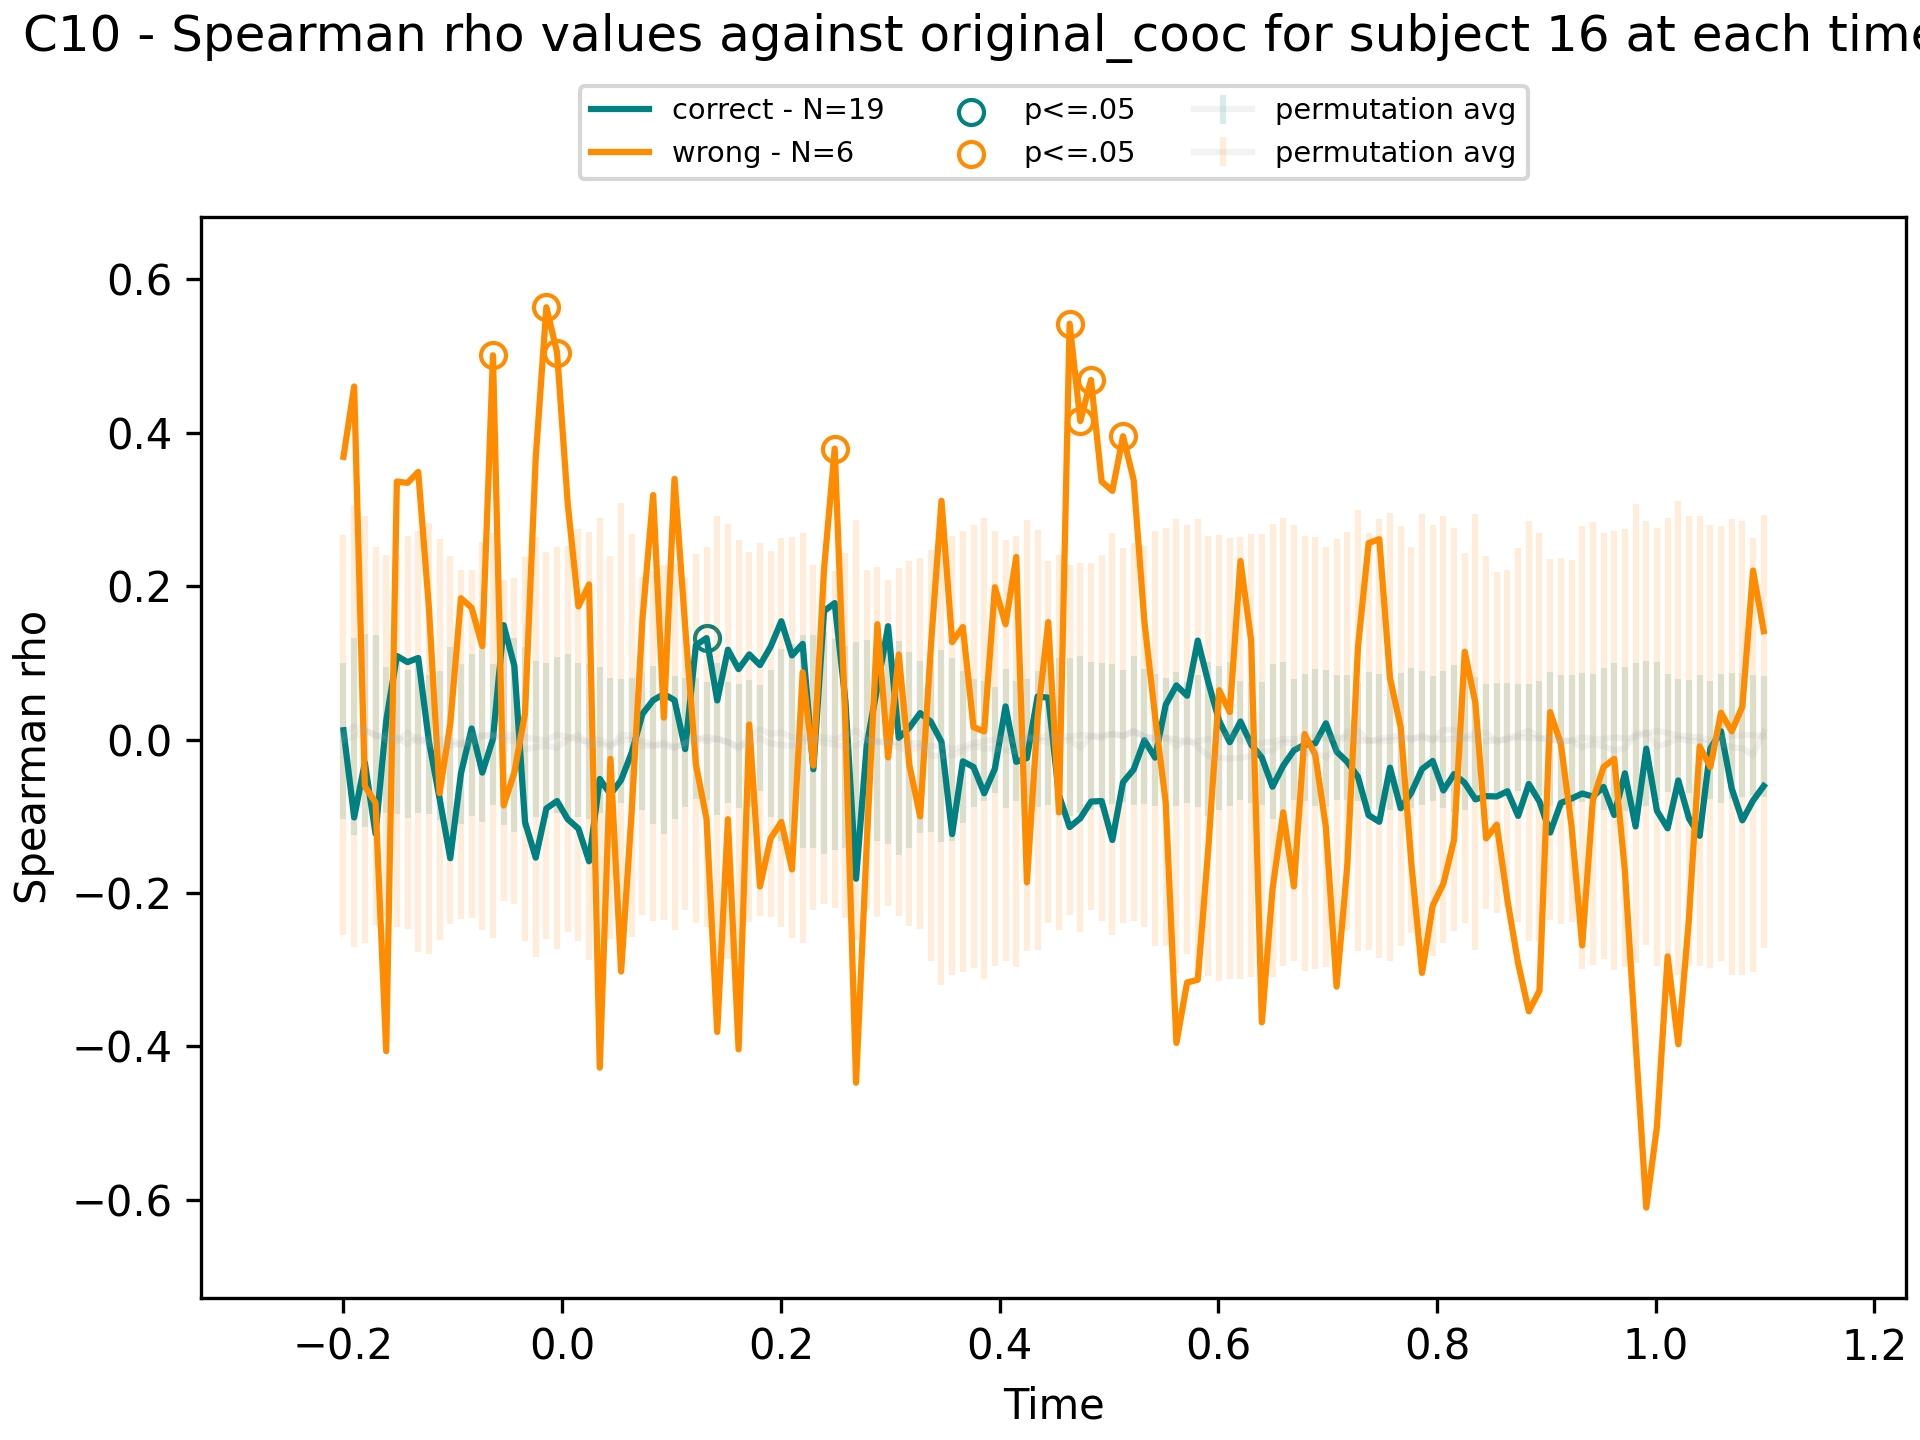 C10 - Spearman rho values against original_cooc for subject 16 at each time
correct - N=19
wrong - N=6
p<=.05
p<=.05
permutation avg
permutation avg
Spearman rho
0.6
0.4
0.2
0.0
−0.2
−0.4
−0.6
−0.2
0.0
0.2
0.4
0.6
0.8
1.0
1.2
Time